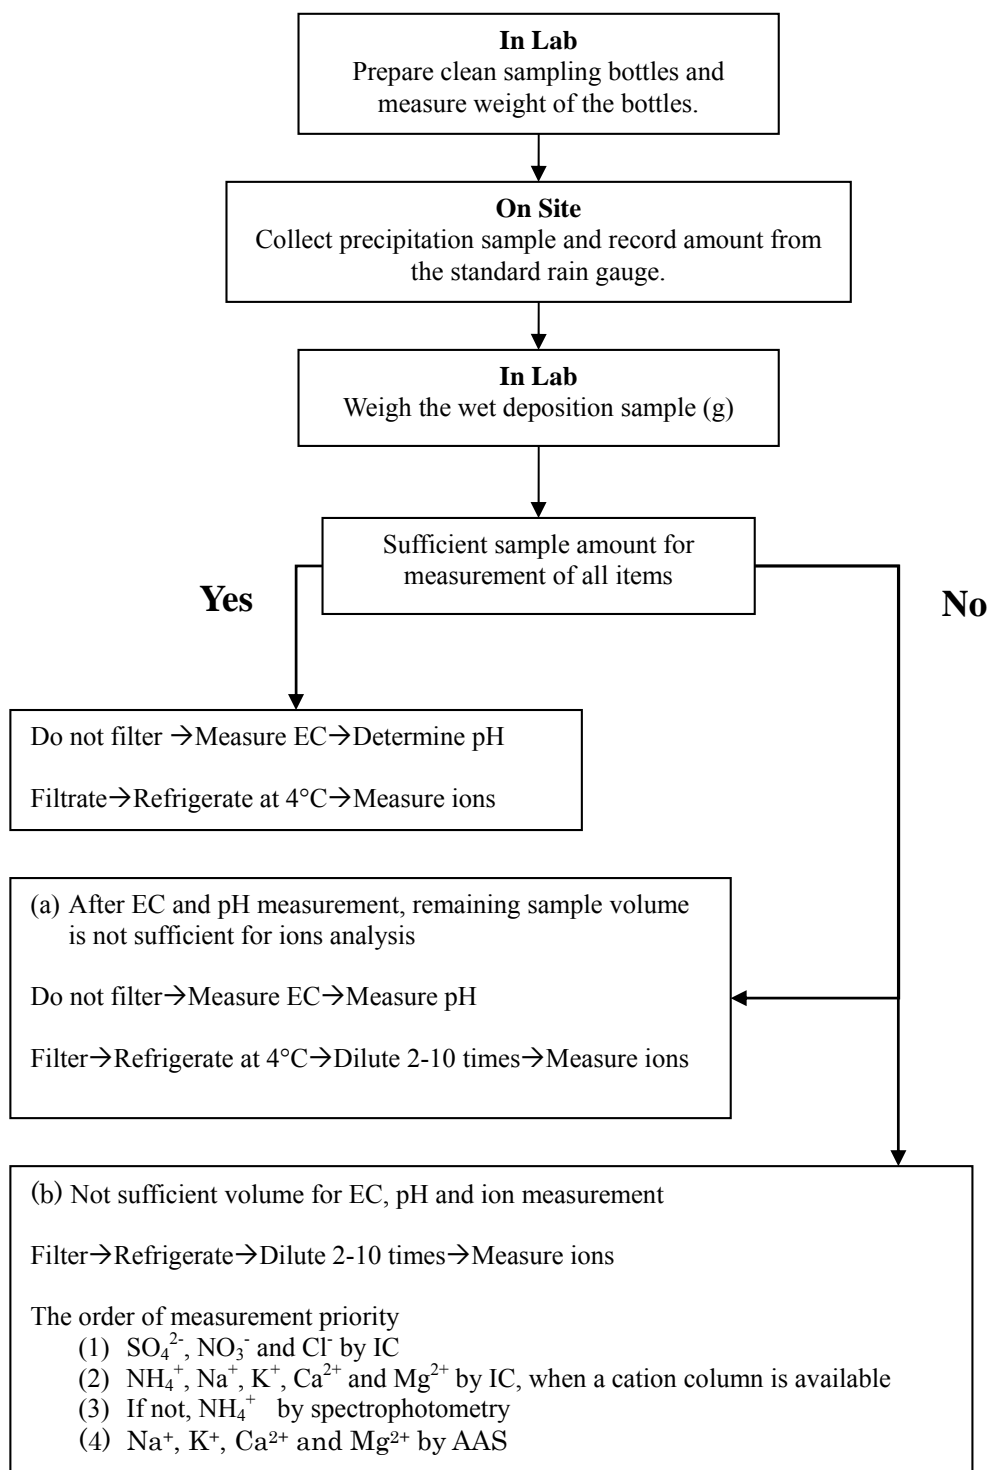 In Lab
Prepare clean sampling bottles and
measure weight of the bottles.
On Site
Collect precipitation sample and record amount from
the standard rain gauge.
In Lab
Weigh the wet deposition sample (g)
Sufficient sample amount for
measurement of all items
Yes
No
Do not filter →Measure EC→Determine pH
Filtrate→Refrigerate at 4°C→Measure ions
(a) After EC and pH measurement, remaining sample volume
is not sufficient for ions analysis
Do not filter→Measure EC→Measure pH
Filter→Refrigerate at 4°C→Dilute 2-10 times→Measure ions
(b) Not sufficient volume for EC, pH and ion measurement
Filter→Refrigerate→Dilute 2-10 times→Measure ions
The order of measurement priority
(1) SO₄²⁻, NO₃⁻ and Cl⁻ by IC
(2) NH₄⁺, Na⁺, K⁺, Ca²⁺ and Mg²⁺ by IC, when a cation column is available
(3) If not, NH₄⁺ by spectrophotometry
(4) Na⁺, K⁺, Ca²⁺ and Mg²⁺ by AAS